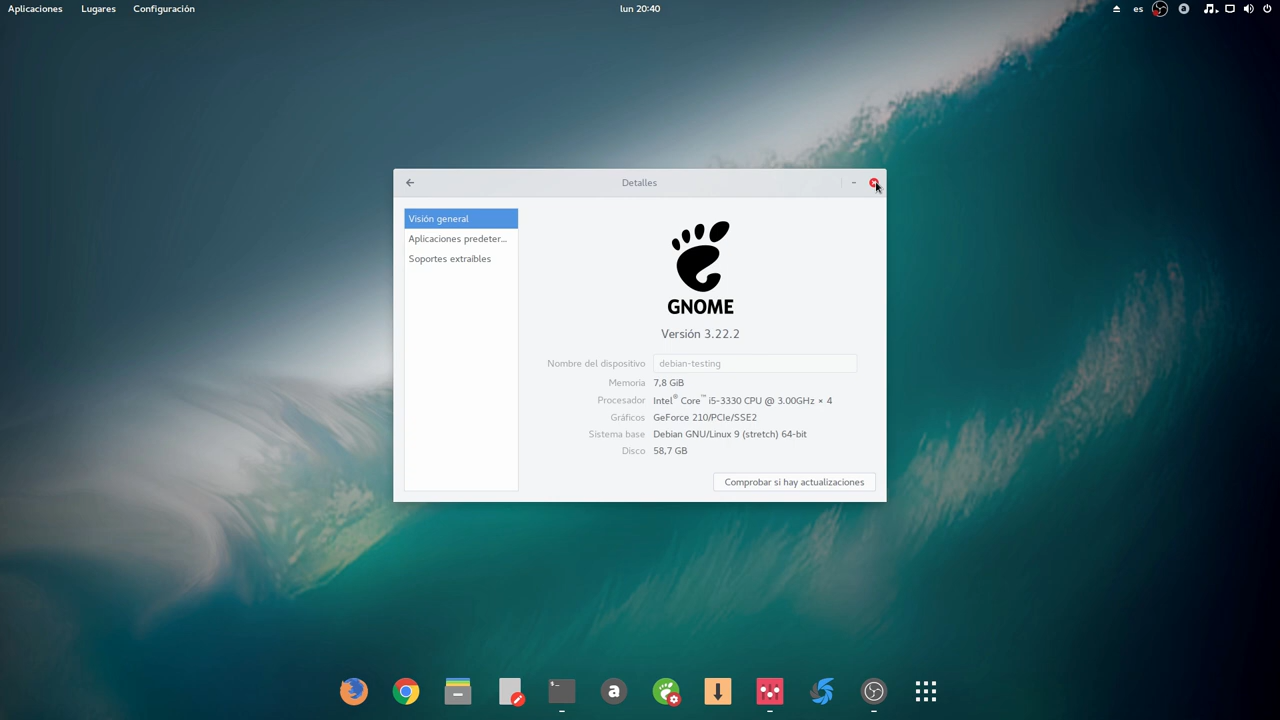 Aplicaciones Lugares Configuración lun 20:40 es
Detalles
Visión general
Aplicaciones predeter...
Soportes extraíbles
GNOME
Versión 3.22.2
Nombre del dispositivo debian-testing
Memoria 7,8 GiB
Procesador Intel® Core™ i5-3330 CPU @ 3.00GHz × 4
Gráficos GeForce 210/PCIe/SSE2
Sistema base Debian GNU/Linux 9 (stretch) 64-bit
Disco 58,7 GB
Comprobar si hay actualizaciones